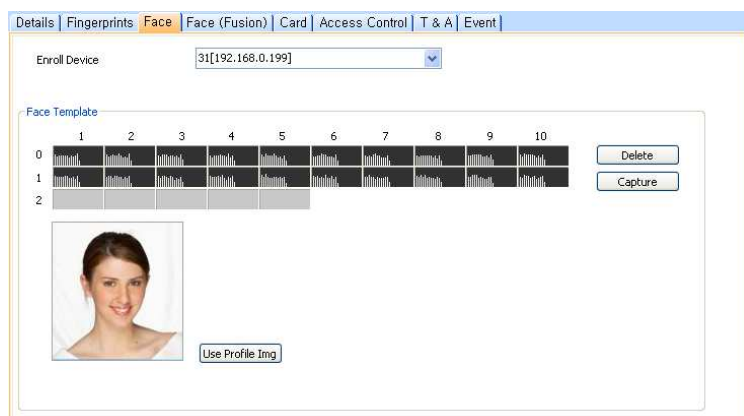 Details | Fingerprints | Face | Face (Fusion) | Card | Access Control | T & A | Event
Enroll Device 31[192.168.0.199]
Face Template
1 2 3 4 5 6 7 8 9 10
0 Delete
1 Capture
2
Use Profile Img